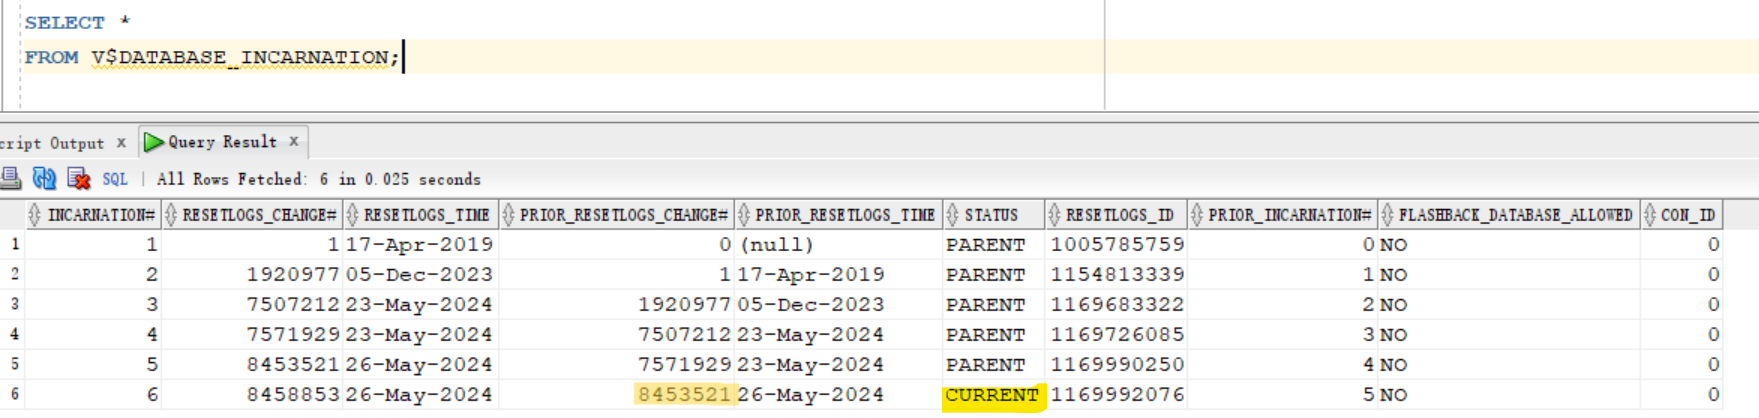 SELECT *
FROM V$DATABASE_INCARNATION;
cript Output x Query Result x
SQL | All Rows Fetched: 6 in 0.025 seconds
INCARNATION# RESETLOGS_CHANGE# RESETLOGS_TIME PRIOR_RESETLOGS_CHANGE# PRIOR_RESETLOGS_TIME STATUS RESETLOGS_ID PRIOR_INCARNATION# FLASHBACK_DATABASE_ALLOWED CON_ID
1 1 1 17-Apr-2019 0 (null) PARENT 1005785759 0 NO 0
2 2 1920977 05-Dec-2023 1 17-Apr-2019 PARENT 1154813339 1 NO 0
3 3 7507212 23-May-2024 1920977 05-Dec-2023 PARENT 1169683322 2 NO 0
4 4 7571929 23-May-2024 7507212 23-May-2024 PARENT 1169726085 3 NO 0
5 5 8453521 26-May-2024 7571929 23-May-2024 PARENT 1169990250 4 NO 0
6 6 8458853 26-May-2024 8453521 26-May-2024 CURRENT 1169992076 5 NO 0